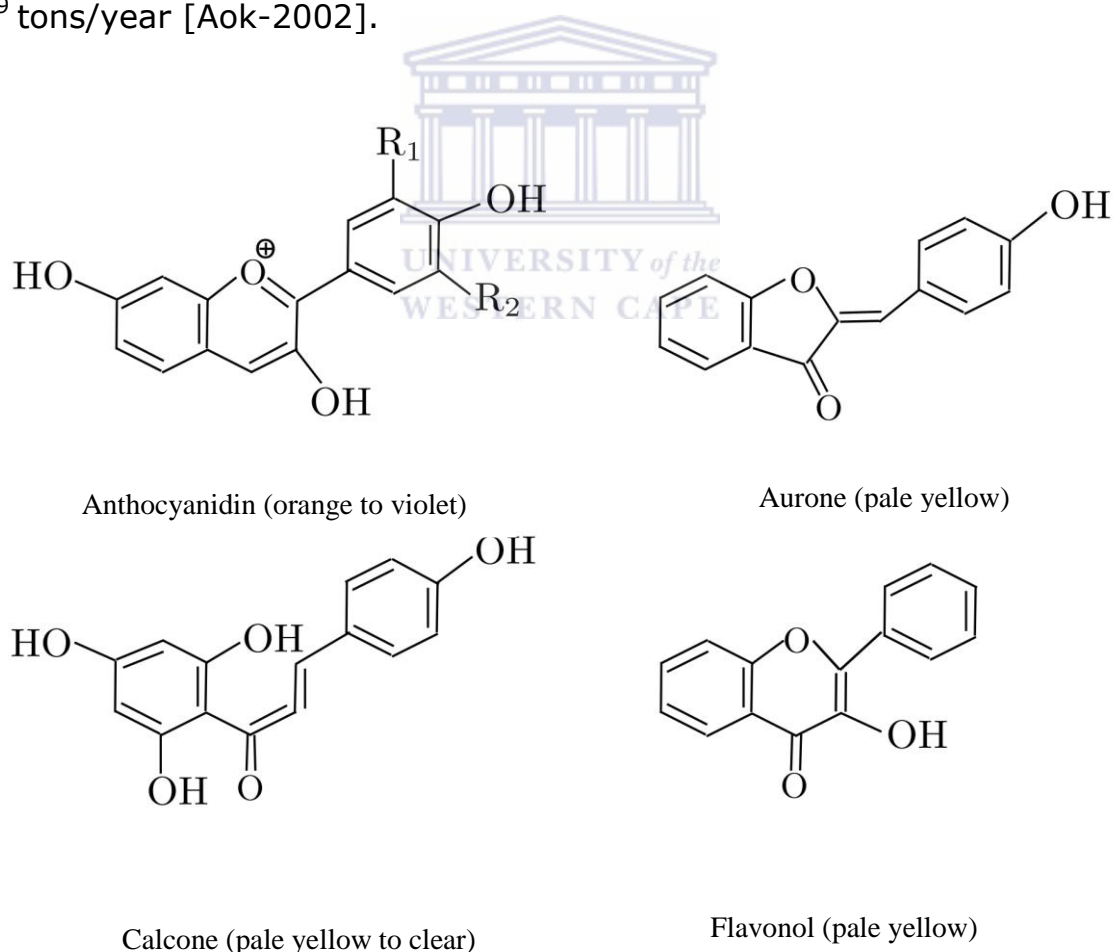 ⁹ tons/year [Aok-2002].
UNIVERSITY of the
WESTERN CAPE
R₁
OH
HO
O
⊕
R₂
OH
OH
O
O
Anthocyanidin (orange to violet)
Aurone (pale yellow)
OH
HO
OH
OH
O
O
OH
O
Calcone (pale yellow to clear)
Flavonol (pale yellow)